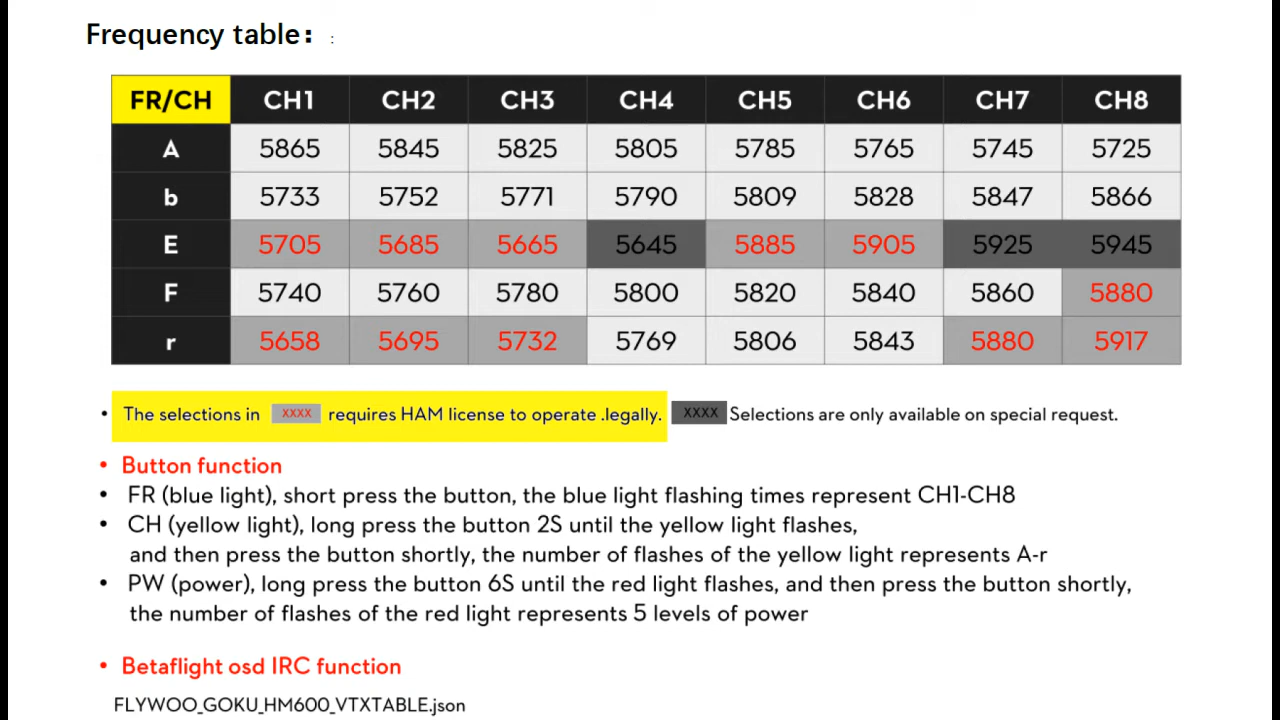 Frequency table： :
FR/CH CH1 CH2 CH3 CH4 CH5 CH6 CH7 CH8
A 5865 5845 5825 5805 5785 5765 5745 5725
b 5733 5752 5771 5790 5809 5828 5847 5866
E 5705 5685 5665 5645 5885 5905 5925 5945
F 5740 5760 5780 5800 5820 5840 5860 5880
r 5658 5695 5732 5769 5806 5843 5880 5917
• The selections in XXXX requires HAM license to operate .legally. XXXX Selections are only available on special request.
• Button function
• FR (blue light), short press the button, the blue light flashing times represent CH1-CH8
• CH (yellow light), long press the button 2S until the yellow light flashes,
and then press the button shortly, the number of flashes of the yellow light represents A-r
• PW (power), long press the button 6S until the red light flashes, and then press the button shortly,
the number of flashes of the red light represents 5 levels of power
• Betaflight osd IRC function
FLYWOO_GOKU_HM600_VTXTABLE.json